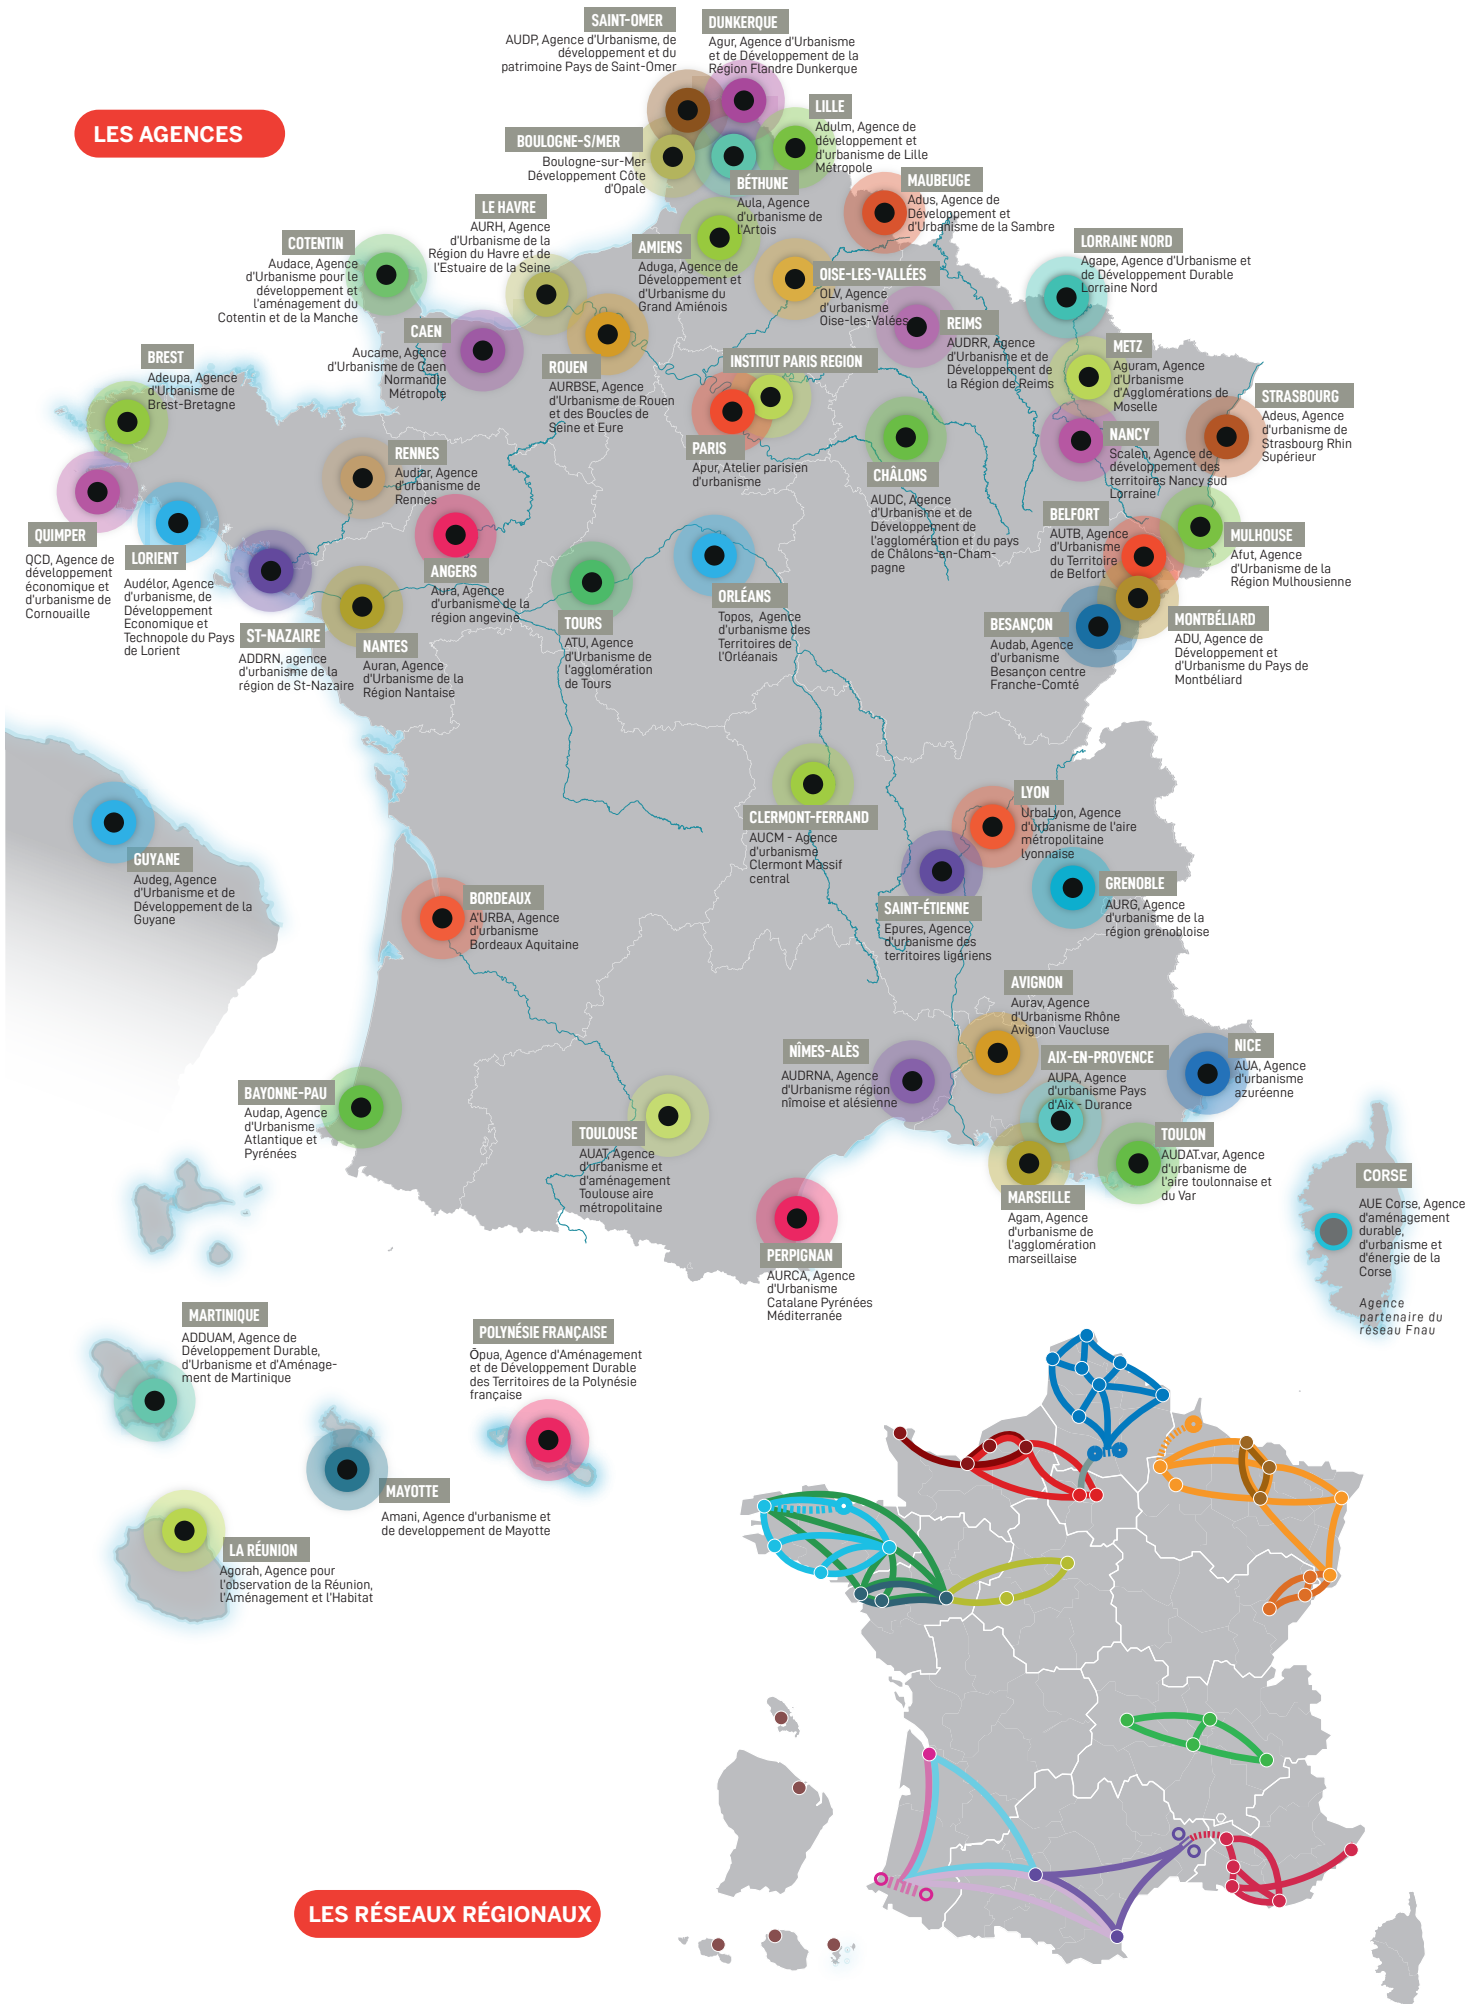 SAINT-OMER
AUDP, Agence d'Urbanisme, de
développement et du
patrimoine Pays de Saint-Omer
DUNKERQUE
Agur, Agence d'Urbanisme
et de Développement de la
Région Flandre Dunkerque
LES AGENCES
LILLE
Adulm, Agence de
développement et
d'urbanisme de Lille
Métropole
BOULOGNE-S/MER
Boulogne-sur-Mer
Développement Côte
d'Opale
BÉTHUNE
Aula, Agence
d'urbanisme de
l'Artois
MAUBEUGE
Adus, Agence de
Développement et
d'Urbanisme de la Sambre
LE HAVRE
AURH, Agence
d'Urbanisme de la
Région du Havre et de
l'Estuaire de la Seine
COTENTIN
Audace, Agence
d'Urbanisme pour le
développement et
l'aménagement du
Cotentin et de la Manche
AMIENS
Aduga, Agence de
Développement et
d'Urbanisme du
Grand Amiénois
OISE-LES-VALLÉES
OLV, Agence
d'urbanisme
Oise-les-Valées
LORRAINE NORD
Agape, Agence d'Urbanisme et
de Développement Durable
Lorraine Nord
CAEN
Aucame, Agence
d'Urbanisme de Caen
Normandie
Métropole
REIMS
AUDRR, Agence
d'Urbanisme et de
Développement de
la Région de Reims
METZ
Aguram, Agence
d'Urbanisme
d'Agglomérations de
Moselle
BREST
Adeupa, Agence
d'Urbanisme de
Brest-Bretagne
ROUEN
AURBSE, Agence
d'Urbanisme de Rouen
et des Boucles de
Seine et Eure
INSTITUT PARIS REGION
STRASBOURG
Adeus, Agence
d'urbanisme de
Strasbourg Rhin
Supérieur
PARIS
Apur, Atelier parisien
d'urbanisme
NANCY
Scalen, Agence de
développement des
territoires Nancy sud
Lorraine
RENNES
Audiar, Agence
d'urbanisme de
Rennes
CHÂLONS
AUDC, Agence
d'Urbanisme et de
Développement de
l'agglomération et du pays
de Châlons-en-Cham-
pagne
BELFORT
AUTB, Agence
d'Urbanisme
du Territoire
de Belfort
QUIMPER
QCD, Agence de
développement
économique et
d'urbanisme de
Cornouaille
LORIENT
Audélor, Agence
d'urbanisme, de
Développement
Economique et
Technopole du Pays
de Lorient
MULHOUSE
Afut, Agence
d'Urbanisme de la
Région Mulhousienne
ANGERS
Aura, Agence
d'urbanisme de la
région angevine
ORLÉANS
Topos, Agence
d'urbanisme des
Territoires de
l'Orléanais
TOURS
ATU, Agence
d'Urbanisme de
l'agglomération
de Tours
BESANÇON
Audab, Agence
d'urbanisme
Besançon centre
Franche-Comté
MONTBÉLIARD
ADU, Agence de
Développement et
d'Urbanisme du Pays de
Montbéliard
ST-NAZAIRE
ADDRN, agence
d'urbanisme de la
région de St-Nazaire
NANTES
Auran, Agence
d'Urbanisme de la
Région Nantaise
LYON
UrbaLyon, Agence
d'urbanisme de l'aire
métropolitaine
lyonnaise
CLERMONT-FERRAND
AUCM - Agence
d'urbanisme
Clermont Massif
central
GUYANE
Audeg, Agence
d'Urbanisme et de
Développement de la
Guyane
GRENOBLE
AURG, Agence
d'urbanisme de la
région grenobloise
BORDEAUX
A'URBA, Agence
d'urbanisme
Bordeaux Aquitaine
SAINT-ÉTIENNE
Epures, Agence
d'urbanisme des
territoires ligériens
AVIGNON
Aurav, Agence
d'Urbanisme Rhône
Avignon Vaucluse
NÎMES-ALÈS
AUDRNA, Agence
d'Urbanisme région
nîmoise et alésienne
AIX-EN-PROVENCE
AUPA, Agence
d'urbanisme Pays
d'Aix - Durance
NICE
AUA, Agence
d'urbanisme
azuréenne
BAYONNE-PAU
Audap, Agence
d'Urbanisme
Atlantique et
Pyrénées
TOULOUSE
AUAT, Agence
d'urbanisme et
d'aménagement
Toulouse aire
métropolitaine
TOULON
AUDAT.var, Agence
d'urbanisme de
l'aire toulonnaise et
du Var
CORSE
AUE Corse, Agence
d'aménagement
durable,
d'urbanisme et
d'énergie de la
Corse
Agence
partenaire du
réseau Fnau
MARSEILLE
Agam, Agence
d'urbanisme de
l'agglomération
marseillaise
PERPIGNAN
AURCA, Agence
d'Urbanisme
Catalane Pyrénées
Méditerranée
MARTINIQUE
ADDUAM, Agence de
Développement Durable,
d'Urbanisme et d'Aménage-
ment de Martinique
POLYNÉSIE FRANÇAISE
Ōpua, Agence d'Aménagement
et de Développement Durable
des Territoires de la Polynésie
française
MAYOTTE
Amani, Agence d'urbanisme et
de developpement de Mayotte
LA RÉUNION
Agorah, Agence pour
l'observation de la Réunion,
l'Aménagement et l'Habitat
LES RÉSEAUX RÉGIONAUX